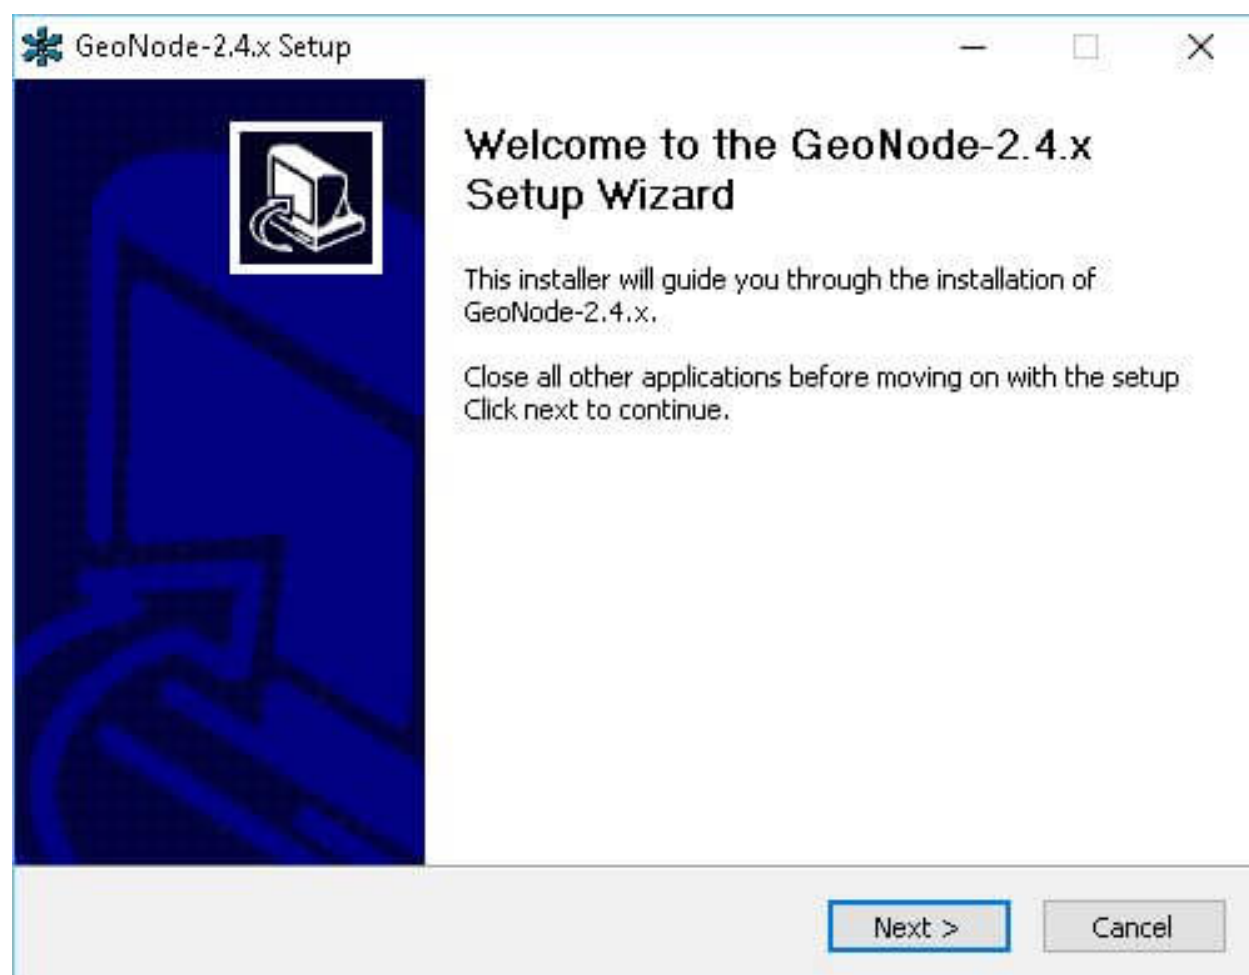 GeoNode-2.4.x Setup
Welcome to the GeoNode-2.4.x
Setup Wizard
This installer will guide you through the installation of
GeoNode-2.4.x.
Close all other applications before moving on with the setup
Click next to continue.
Next >
Cancel